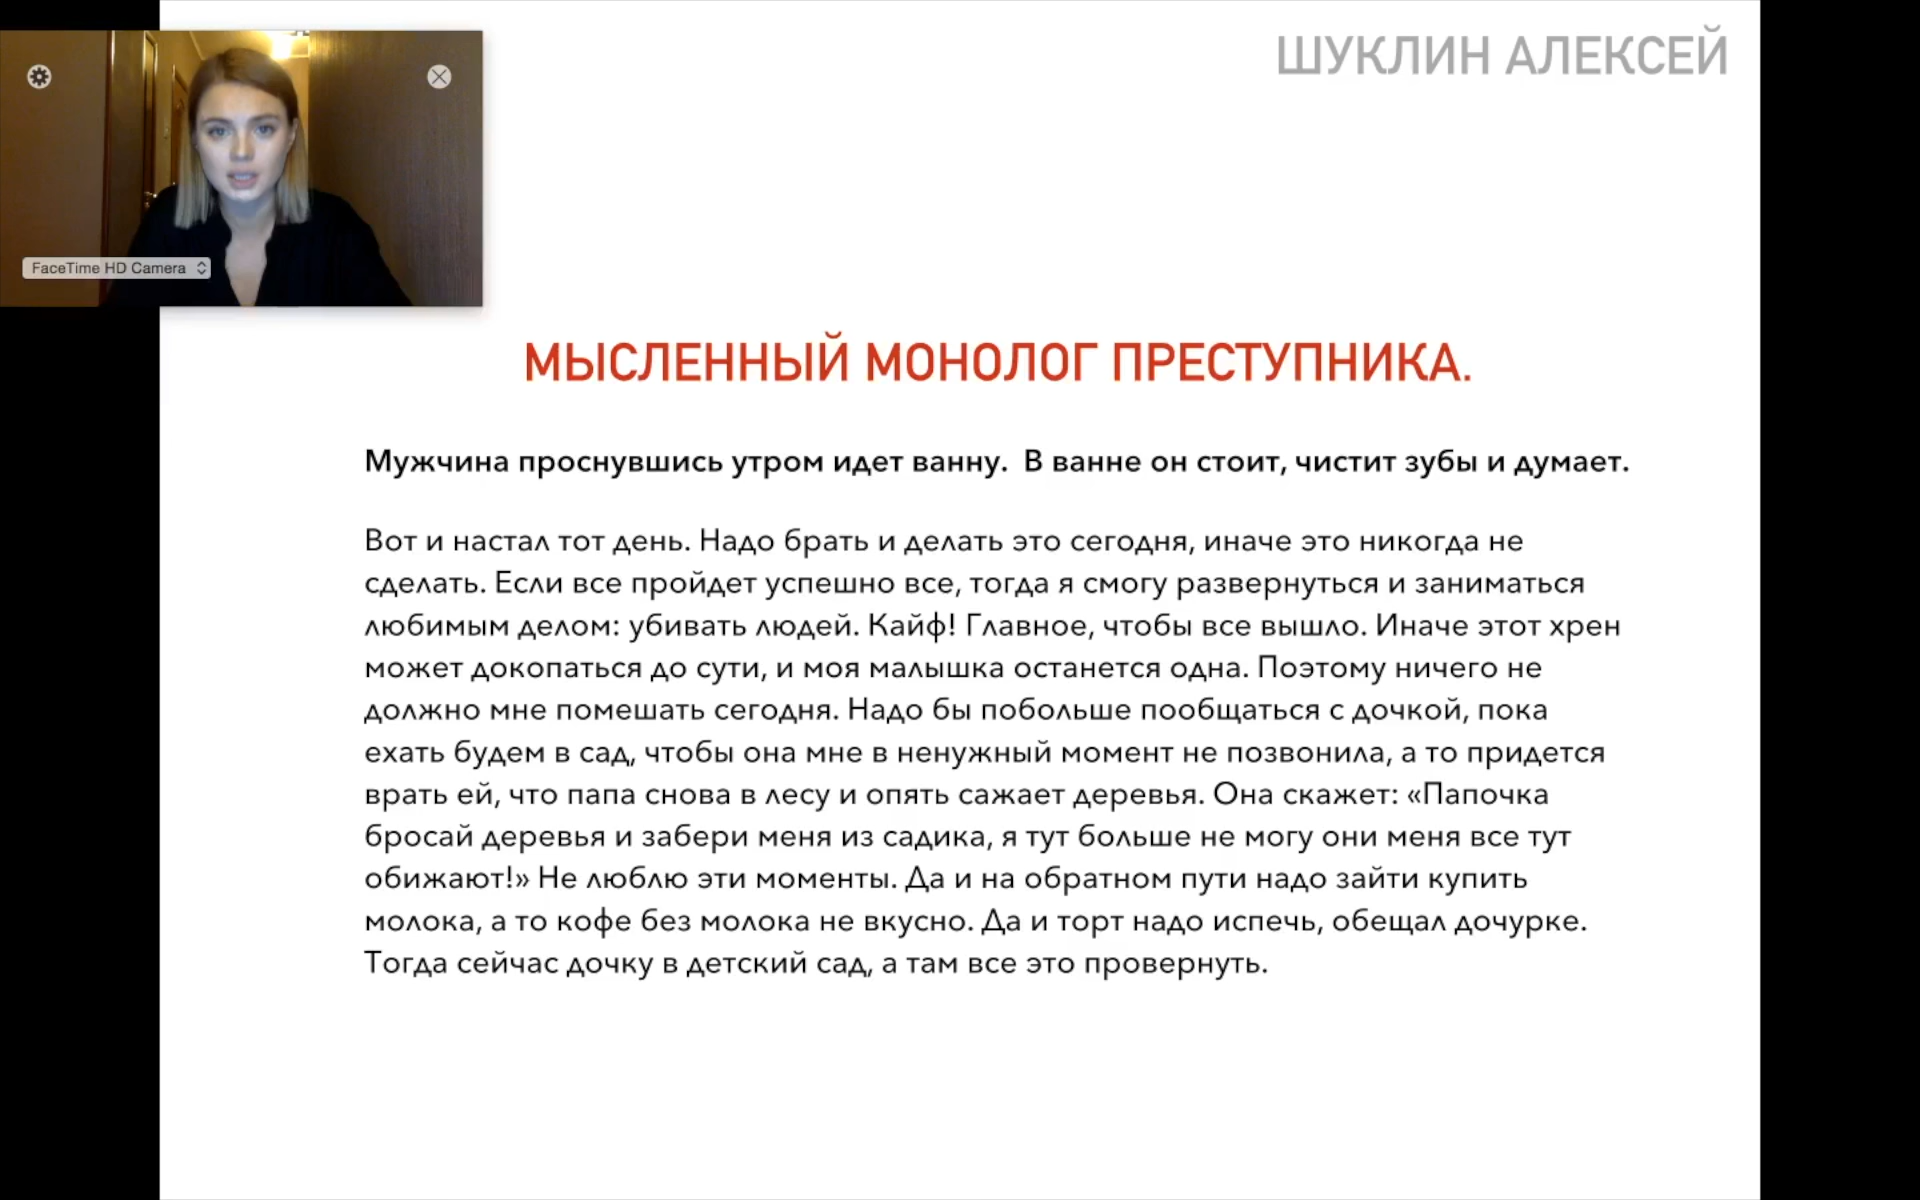 ШУКЛИН АЛЕКСЕЙ
FaceTime HD Camera
МЫСЛЕННЫЙ МОНОЛОГ ПРЕСТУПНИКА.
Мужчина проснувшись утром идет ванну.  В ванне он стоит, чистит зубы и думает.
Вот и настал тот день. Надо брать и делать это сегодня, иначе это никогда не
сделать. Если все пройдет успешно все, тогда я смогу развернуться и заниматься
любимым делом: убивать людей. Кайф! Главное, чтобы все вышло. Иначе этот хрен
может докопаться до сути, и моя малышка останется одна. Поэтому ничего не
должно мне помешать сегодня. Надо бы побольше пообщаться с дочкой, пока
ехать будем в сад, чтобы она мне в ненужный момент не позвонила, а то придется
врать ей, что папа снова в лесу и опять сажает деревья. Она скажет: «Папочка
бросай деревья и забери меня из садика, я тут больше не могу они меня все тут
обижают!» Не люблю эти моменты. Да и на обратном пути надо зайти купить
молока, а то кофе без молока не вкусно. Да и торт надо испечь, обещал дочурке.
Тогда сейчас дочку в детский сад, а там все это провернуть.